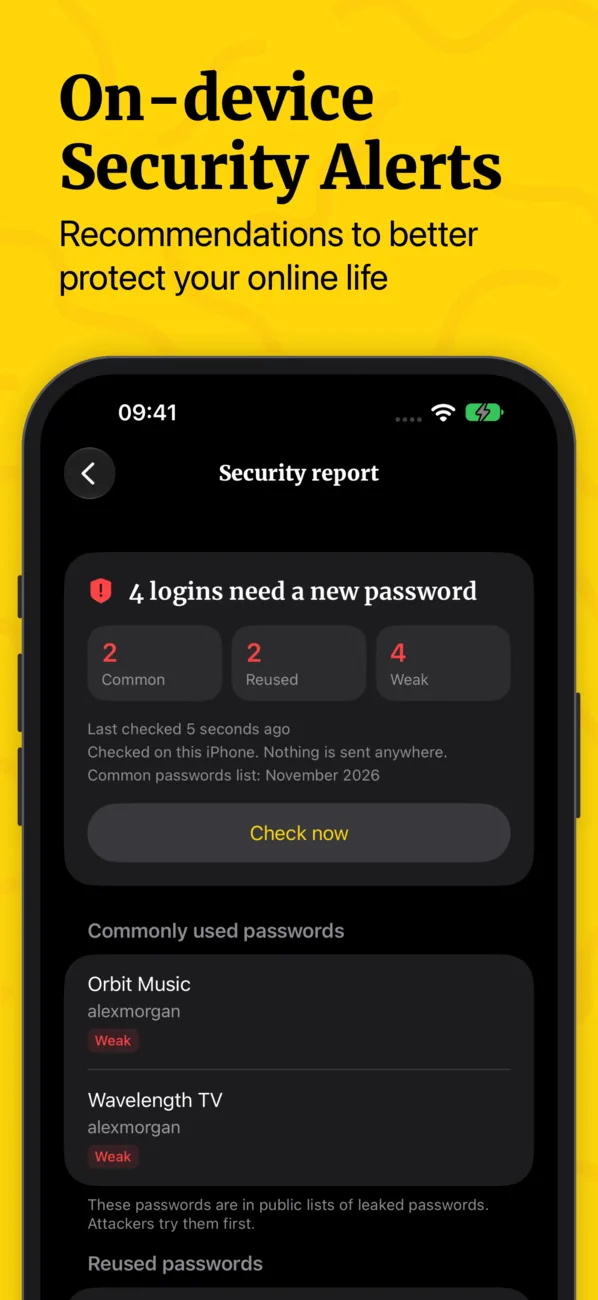 On-device
Security Alerts
Recommendations to better
protect your online life
09:41
Security report
4 logins need a new password
2
Common
2
Reused
4
Weak
Last checked 5 seconds ago
Checked on this iPhone. Nothing is sent anywhere.
Common passwords list: November 2026
Check now
Commonly used passwords
Orbit Music
alexmorgan
Weak
Wavelength TV
alexmorgan
Weak
These passwords are in public lists of leaked passwords.
Attackers try them first.
Reused passwords